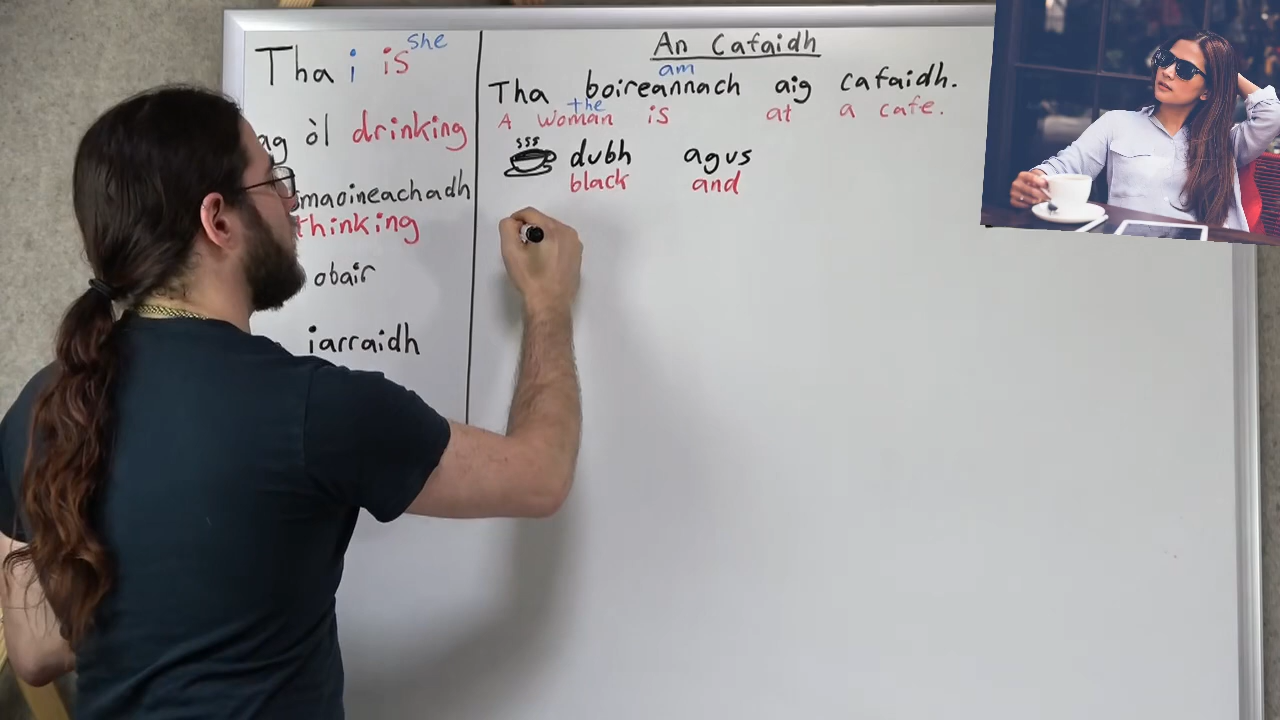 she
Tha i is
ag òl drinking
smaoineachadh
thinking
obair
iarraidh
An Cafaidh
am
Tha boireannach aig cafaidh.
the
A woman is at a cafe.
dubh agus
black and